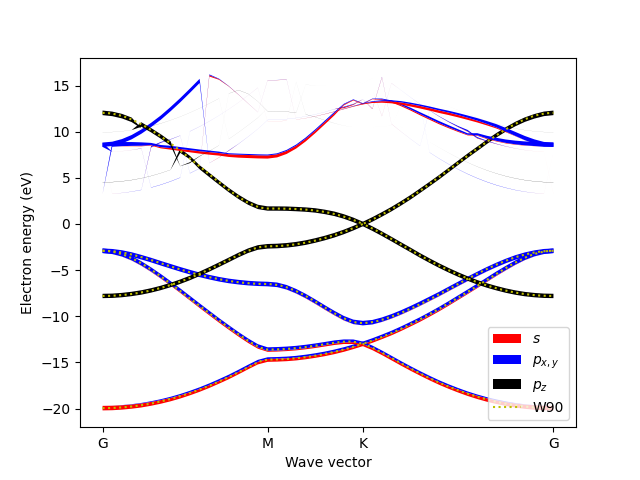 15
10
5
0
−5
−10
−15
−20
Electron energy (eV)
s
p_{x,y}
p_z
W90
G
M
K
G
Wave vector